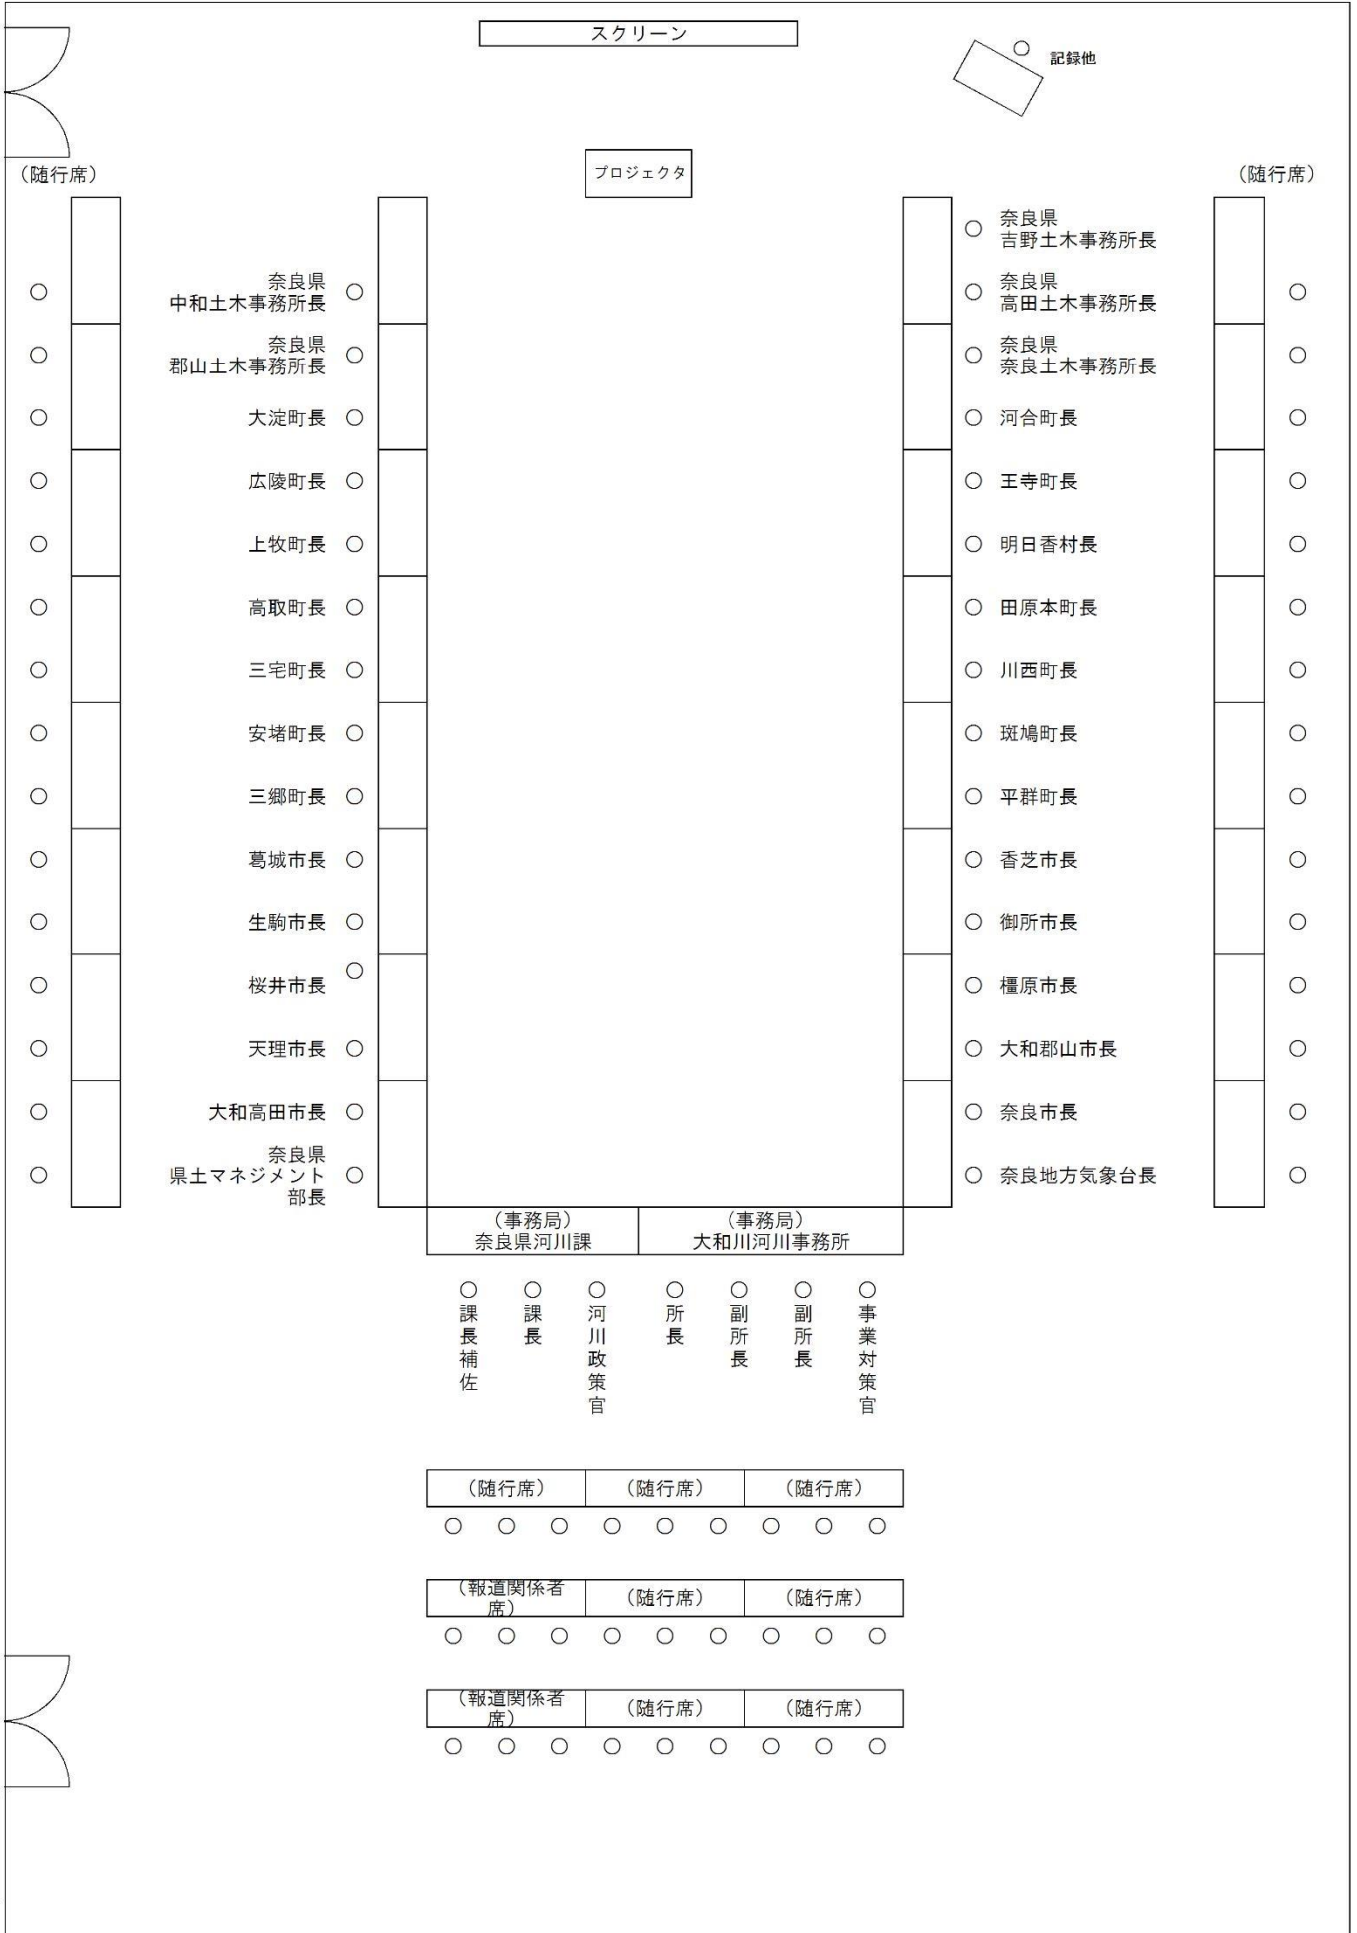 スクリーン
記録他
プロジェクタ
（随行席）
（随行席）
奈良県
中和土木事務所長
奈良県
郡山土木事務所長
大淀町長
広陵町長
上牧町長
高取町長
三宅町長
安堵町長
三郷町長
葛城市長
生駒市長
桜井市長
天理市長
大和高田市長
奈良県
県土マネジメント
部長
奈良県
吉野土木事務所長
奈良県
高田土木事務所長
奈良県
奈良土木事務所長
河合町長
王寺町長
明日香村長
田原本町長
川西町長
斑鳩町長
平群町長
香芝市長
御所市長
橿原市長
大和郡山市長
奈良市長
奈良地方気象台長
（事務局）
奈良県河川課
（事務局）
大和川河川事務所
課長補佐
課長
河川政策官
所長
副所長
副所長
事業対策官
（随行席）
（随行席）
（随行席）
（報道関係者
席）
（随行席）
（随行席）
（報道関係者
席）
（随行席）
（随行席）